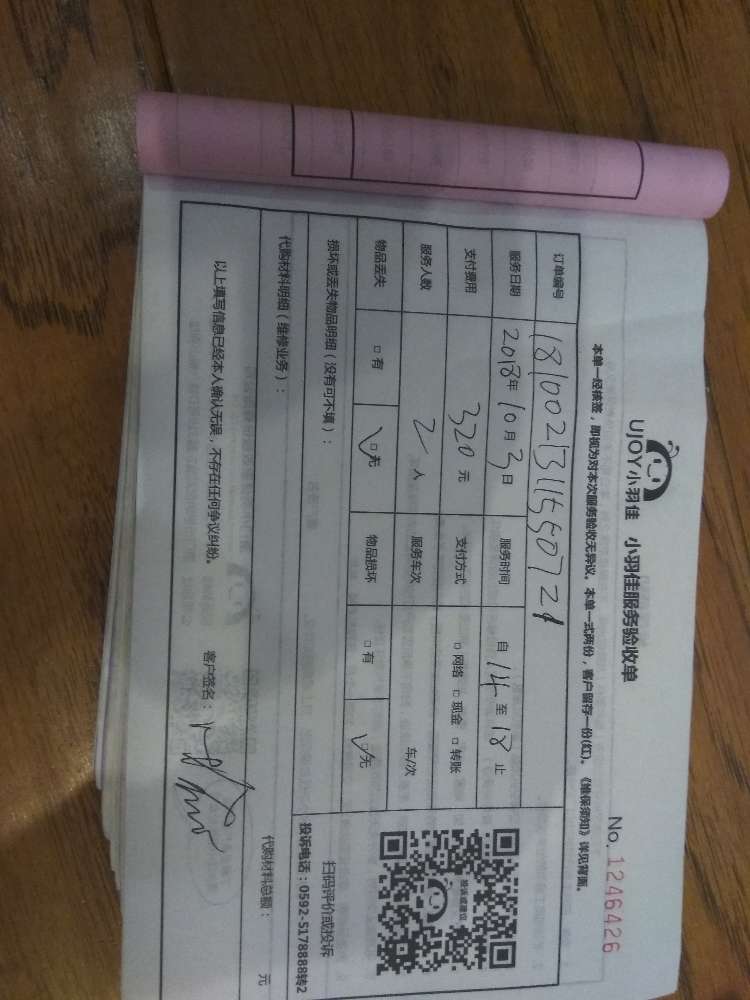 UJOY小羽佳 小羽佳服务验收单
No. 1246426
本单一经核签，即视为对本次服务验收无异议。本单一式两份，客户留存一份(红)。《维保须知》详见背面。
订单编号 181002131155072
服务日期 2018年10月3日 服务时间 自14至18止
支付费用 320元 支付方式 □网络 □现金 □转账
服务人数 2人 服务车次 车/次
物品丢失 □有 ☑无 物品损坏 □有 ☑无
投诉或建议
扫码评价或投诉
投诉电话：0592-5178888转2
损坏或丢失物品明细（没有可不填）：
代购材料明细（维修业务）：
代购材料总额： 元
以上填写信息已经本人确认无误，不存在任何争议纠纷。 客户签名：